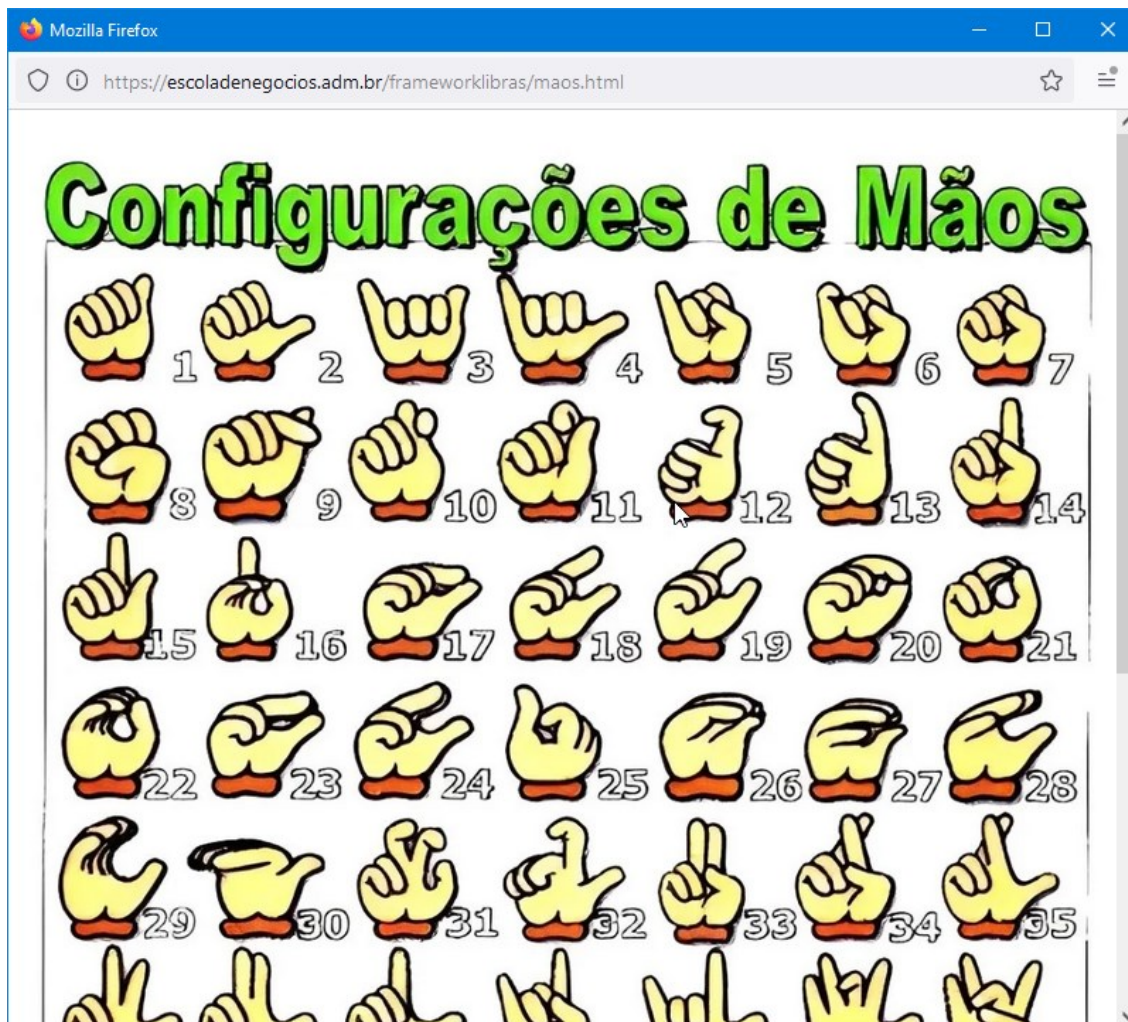 Mozilla Firefox
https://escoladenegocios.adm.br/frameworklibras/maos.html
Configurações de Mãos
1 2 3 4 5 6 7
8 9 10 11 12 13 14
15 16 17 18 19 20 21
22 23 24 25 26 27 28
29 30 31 32 33 34 35